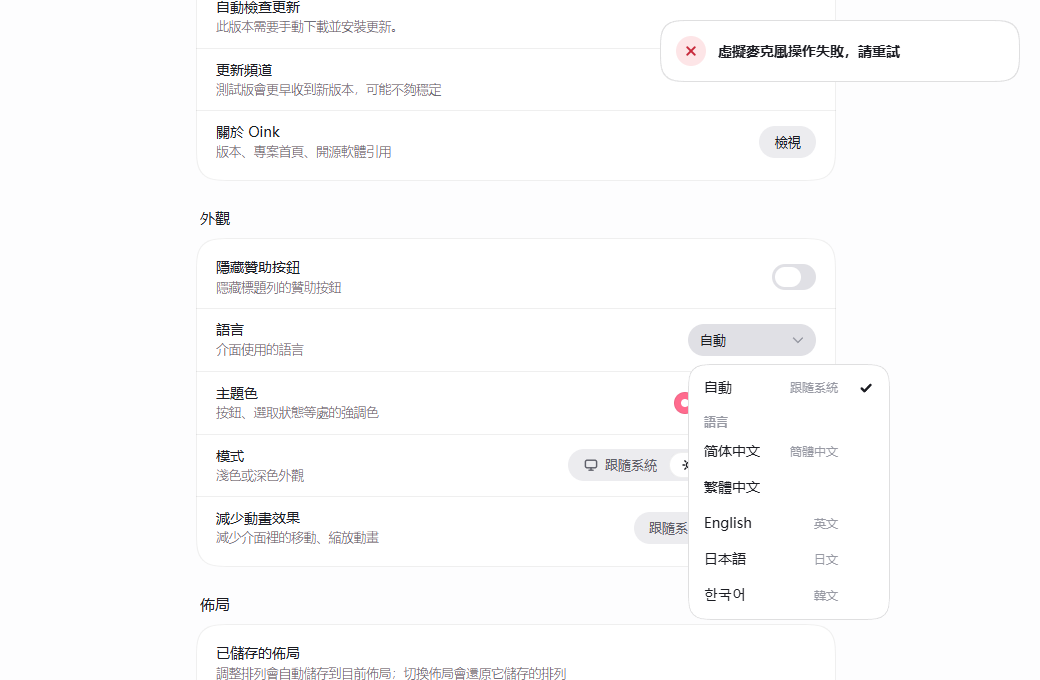 自動檢查更新
此版本需要手動下載並安裝更新。
虛擬麥克風操作失敗，請重試
更新頻道
測試版會更早收到新版本，可能不夠穩定
關於 Oink
版本、專案首頁、開源軟體引用
檢視
外觀
隱藏贊助按鈕
隱藏標題列的贊助按鈕
語言
介面使用的語言
自動
主題色
按鈕、選取狀態等處的強調色
模式
淺色或深色外觀
跟隨系統
減少動畫效果
減少介面裡的移動、縮放動畫
跟隨系
自動 跟隨系統
語言
简体中文 簡體中文
繁體中文
English 英文
日本語 日文
한국어 韓文
佈局
已儲存的佈局
調整排列會自動儲存到目前佈局；切換佈局會還原它儲存的排列